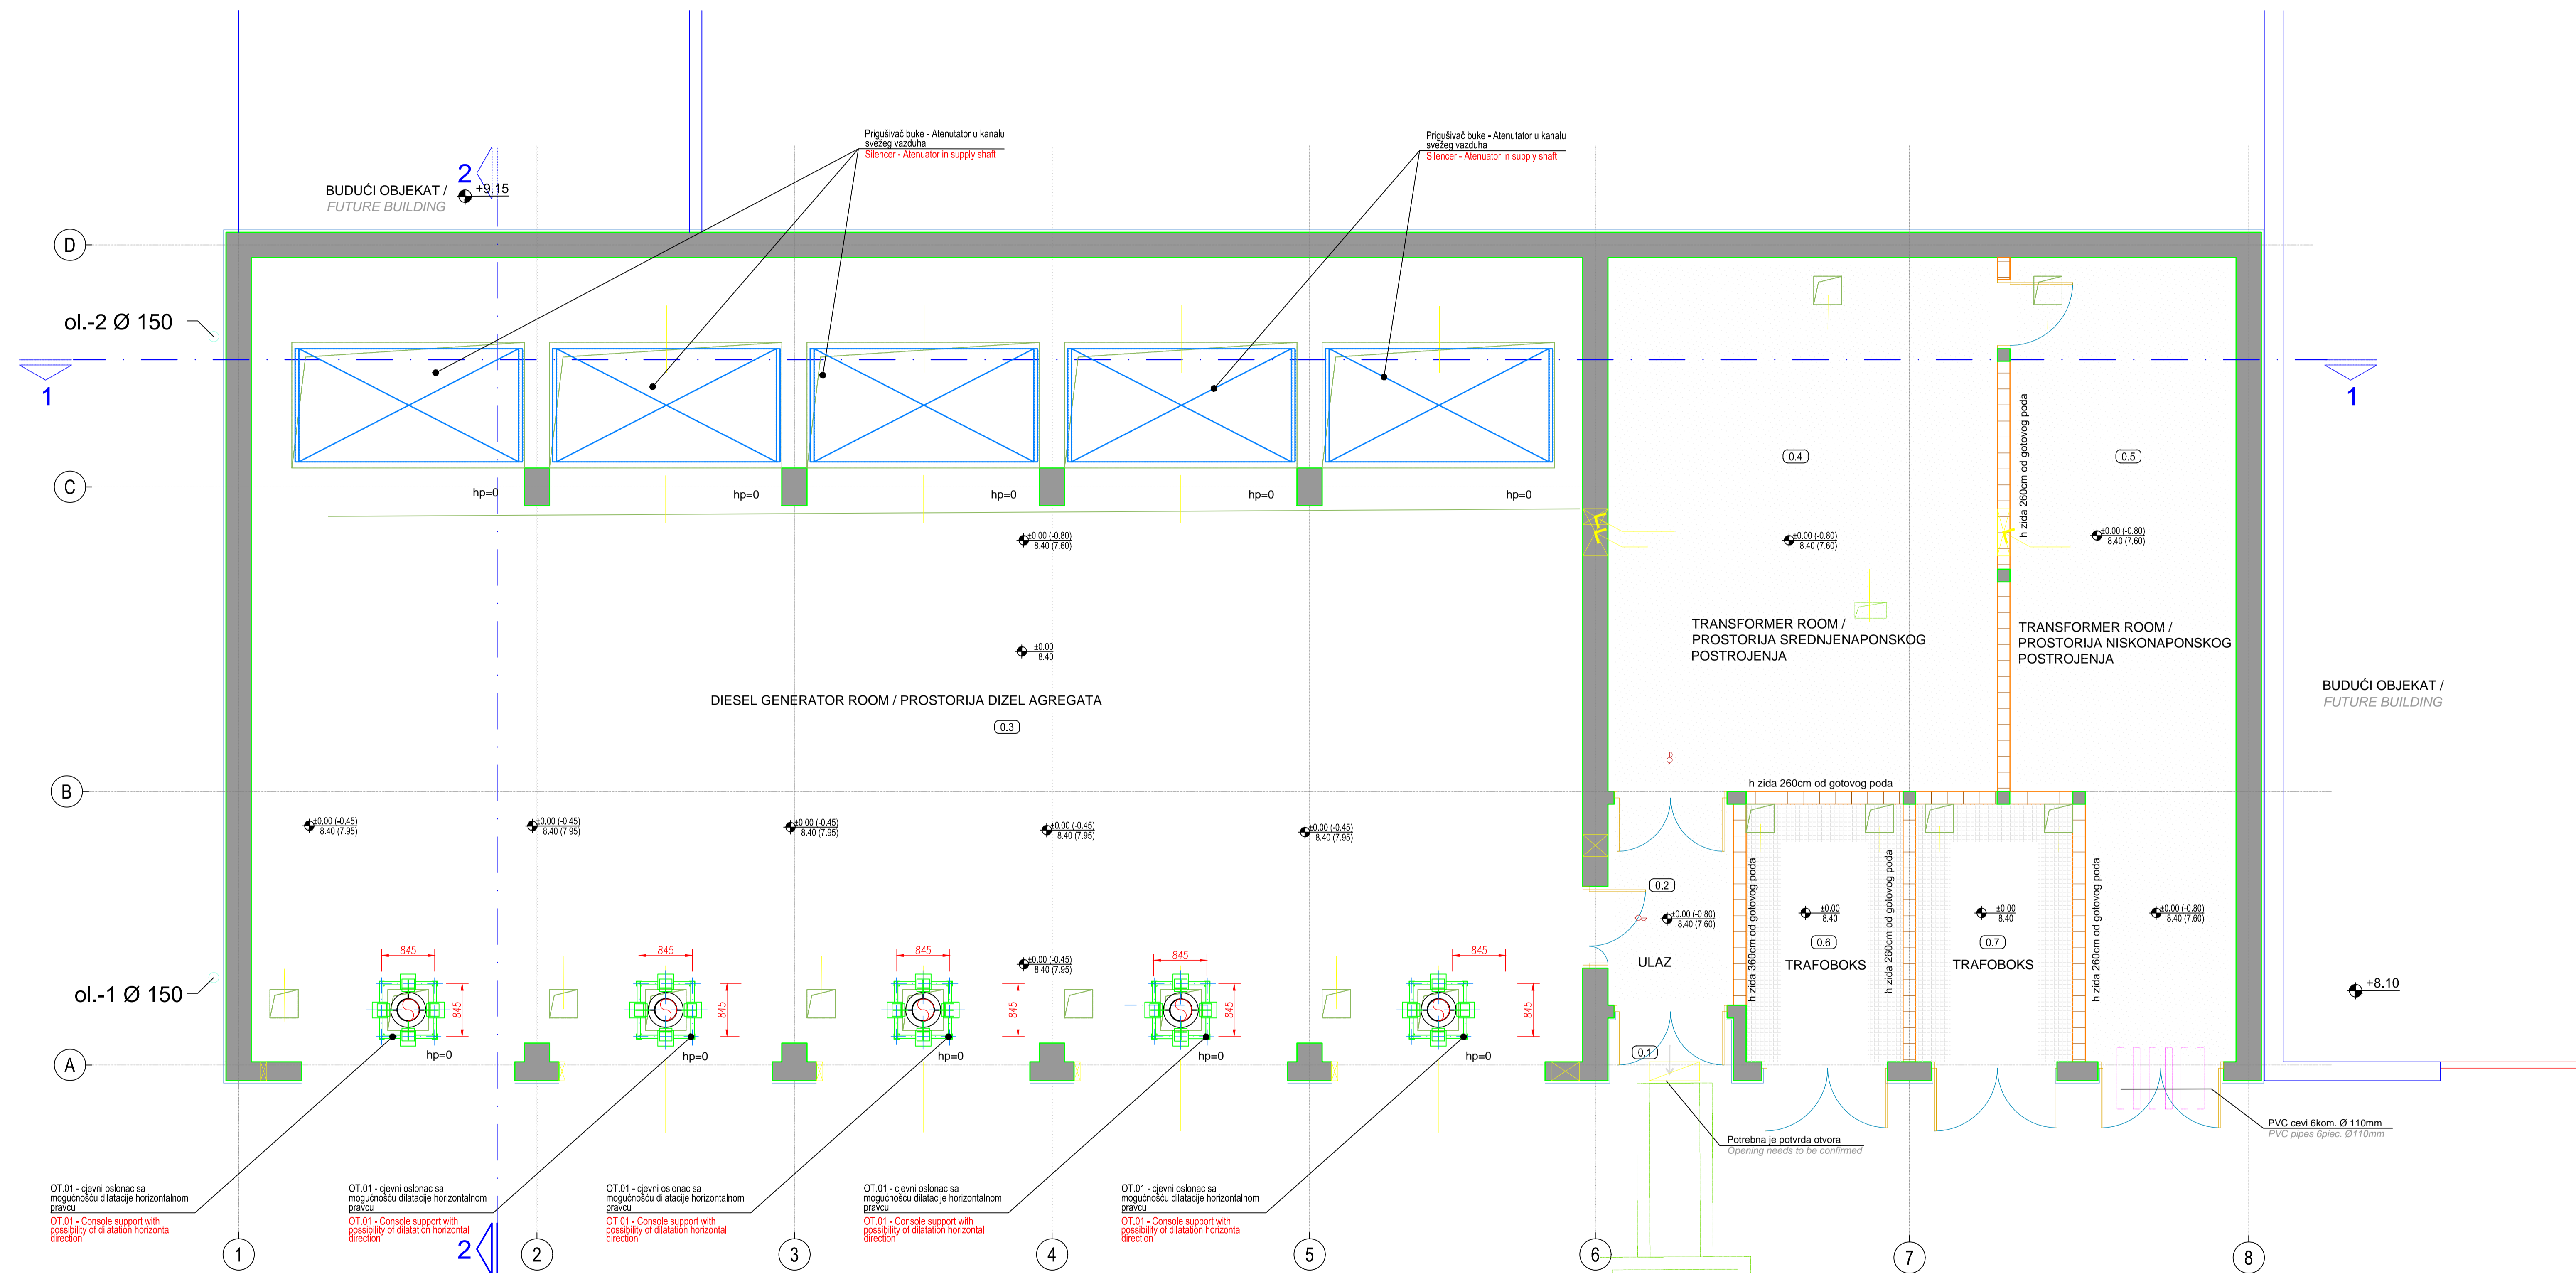 Prigušivač buke - Atenutator u kanalu
svežeg vazduha
Silencer - Atenuator in supply shaft
Prigušivač buke - Atenutator u kanalu
svežeg vazduha
Silencer - Atenuator in supply shaft
2
BUDUĆI OBJEKAT /
FUTURE BUILDING
+9.15
D
ol.-2 Ø 150
1
1
C
hp=0
hp=0
hp=0
hp=0
hp=0
0.4
0.5
h zida 260cm od gotovog poda
±0.00 (-0.80)
8.40 (7.60)
±0.00 (-0.80)
8.40 (7.60)
±0.00 (-0.80)
8.40 (7.60)
±0.00
8.40
TRANSFORMER ROOM /
PROSTORIJA SREDNJENAPONSKOG
POSTROJENJA
TRANSFORMER ROOM /
PROSTORIJA NISKONAPONSKOG
POSTROJENJA
DIESEL GENERATOR ROOM / PROSTORIJA DIZEL AGREGATA
0.3
BUDUĆI OBJEKAT /
FUTURE BUILDING
B
h zida 260cm od gotovog poda
±0.00 (-0.45)
8.40 (7.95)
±0.00 (-0.45)
8.40 (7.95)
±0.00 (-0.45)
8.40 (7.95)
±0.00 (-0.45)
8.40 (7.95)
±0.00 (-0.45)
8.40 (7.95)
0.2
±0.00 (-0.80)
8.40 (7.60)
h zida 360cm od gotovog poda
±0.00
8.40
0.6
TRAFOBOKS
h zida 260cm od gotovog poda
±0.00
8.40
0.7
TRAFOBOKS
h zida 260cm od gotovog poda
±0.00 (-0.80)
8.40 (7.60)
ULAZ
845
845
845
845
845
±0.00 (-0.45)
8.40 (7.95)
845
845
845
845
845
ol.-1 Ø 150
+8.10
hp=0
hp=0
hp=0
hp=0
hp=0
0.1
A
Potrebna je potvrda otvora
Opening needs to be confirmed
PVC cevi 6kom. Ø 110mm
PVC pipes 6piec. Ø110mm
OT.01 - cjevni oslonac sa
mogućnošću dilatacije horizontalnom
pravcu
OT.01 - Console support with
possibility of dilatation horizontal
direction
OT.01 - cjevni oslonac sa
mogućnošću dilatacije horizontalnom
pravcu
OT.01 - Console support with
possibility of dilatation horizontal
direction
OT.01 - cjevni oslonac sa
mogućnošću dilatacije horizontalnom
pravcu
OT.01 - Console support with
possibility of dilatation horizontal
direction
OT.01 - cjevni oslonac sa
mogućnošću dilatacije horizontalnom
pravcu
OT.01 - Console support with
possibility of dilatation horizontal
direction
OT.01 - cjevni oslonac sa
mogućnošću dilatacije horizontalnom
pravcu
OT.01 - Console support with
possibility of dilatation horizontal
direction
1
2
2
3
4
5
6
7
8